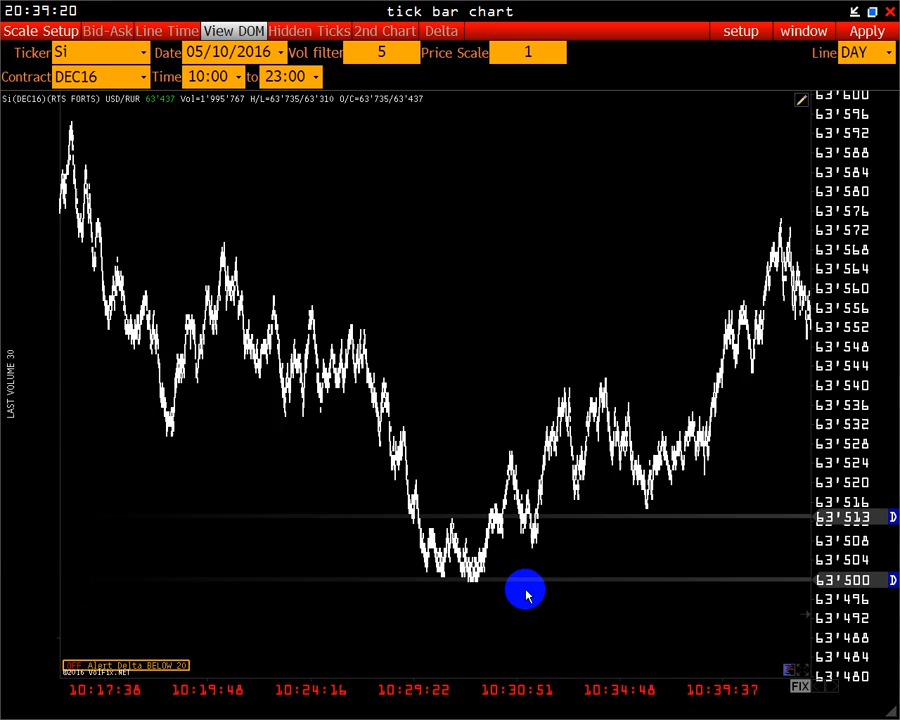 20:39:20
tick bar chart
Scale Setup Bid-Ask Line Time View DOM Hidden Ticks 2nd Chart Delta setup window Apply
Ticker Si Date 05/10/2016 Vol filter 5 Price Scale 1 Line DAY
Contract DEC16 Time 10:00 to 23:00
Si(DEC16)(RTS FORTS) USD/RUR 63'437 Vol=1'995'767 H/L=63'735/63'310 O/C=63'735/63'437
63'600
63'596
63'592
63'588
63'584
63'580
63'576
63'572
63'568
63'564
63'560
63'556
63'552
63'548
63'544
63'540
63'536
63'532
63'528
63'524
63'520
63'516
63'513 D
63'508
63'504
63'500 D
63'496
63'492
63'488
63'484
63'480
LAST VOLUME 30
OFF Alert Delta BELOW 20
©2016 VolFix.NET
FIX
10:17:38 10:19:48 10:24:16 10:29:22 10:30:51 10:34:48 10:39:37